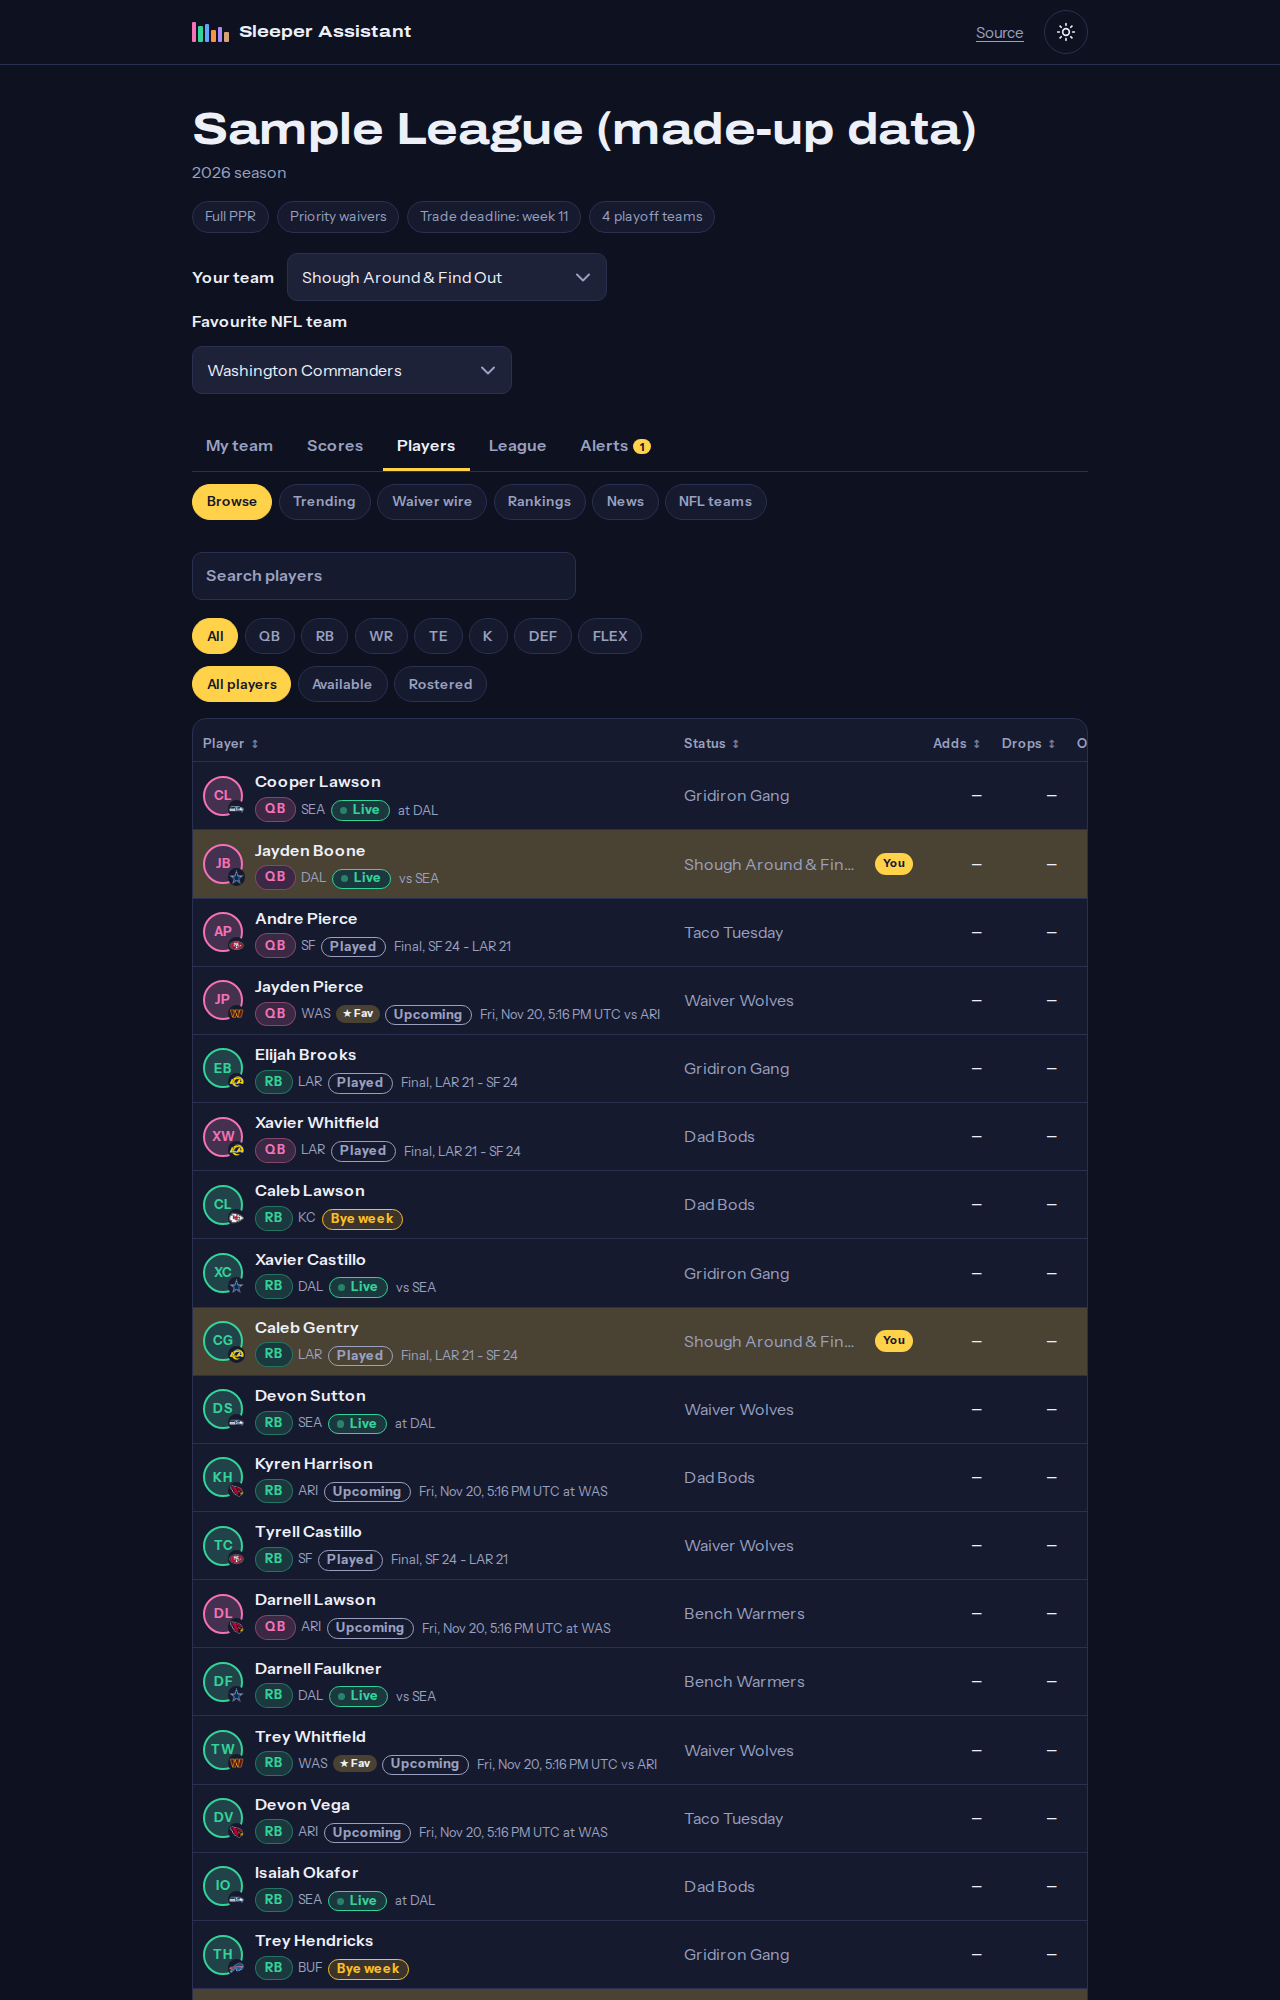 Sleeper Assistant
Source
Sample League (made-up data)
2026 season
Full PPR
Priority waivers
Trade deadline: week 11
4 playoff teams
Your team
Shough Around & Find Out
Favourite NFL team
Washington Commanders
My team
Scores
Players
League
Alerts 1
Browse
Trending
Waiver wire
Rankings
News
NFL teams
Search players
All
QB
RB
WR
TE
K
DEF
FLEX
All players
Available
Rostered
Player ↕ Status ↕ Adds ↕ Drops ↕ O
CL Cooper Lawson
QB SEA Live at DAL
Gridiron Gang – –
JB Jayden Boone
QB DAL Live vs SEA
Shough Around & Fin... You – –
AP Andre Pierce
QB SF Played Final, SF 24 - LAR 21
Taco Tuesday – –
JP Jayden Pierce
QB WAS ★ Fav Upcoming Fri, Nov 20, 5:16 PM UTC vs ARI
Waiver Wolves – –
EB Elijah Brooks
RB LAR Played Final, LAR 21 - SF 24
Gridiron Gang – –
XW Xavier Whitfield
QB LAR Played Final, LAR 21 - SF 24
Dad Bods – –
CL Caleb Lawson
RB KC Bye week
Dad Bods – –
XC Xavier Castillo
RB DAL Live vs SEA
Gridiron Gang – –
CG Caleb Gentry
RB LAR Played Final, LAR 21 - SF 24
Shough Around & Fin... You – –
DS Devon Sutton
RB SEA Live at DAL
Waiver Wolves – –
KH Kyren Harrison
RB ARI Upcoming Fri, Nov 20, 5:16 PM UTC at WAS
Dad Bods – –
TC Tyrell Castillo
RB SF Played Final, SF 24 - LAR 21
Waiver Wolves – –
DL Darnell Lawson
QB ARI Upcoming Fri, Nov 20, 5:16 PM UTC at WAS
Bench Warmers – –
DF Darnell Faulkner
RB DAL Live vs SEA
Bench Warmers – –
TW Trey Whitfield
RB WAS ★ Fav Upcoming Fri, Nov 20, 5:16 PM UTC vs ARI
Waiver Wolves – –
DV Devon Vega
RB ARI Upcoming Fri, Nov 20, 5:16 PM UTC at WAS
Taco Tuesday – –
IO Isaiah Okafor
RB SEA Live at DAL
Dad Bods – –
TH Trey Hendricks
RB BUF Bye week
Gridiron Gang – –